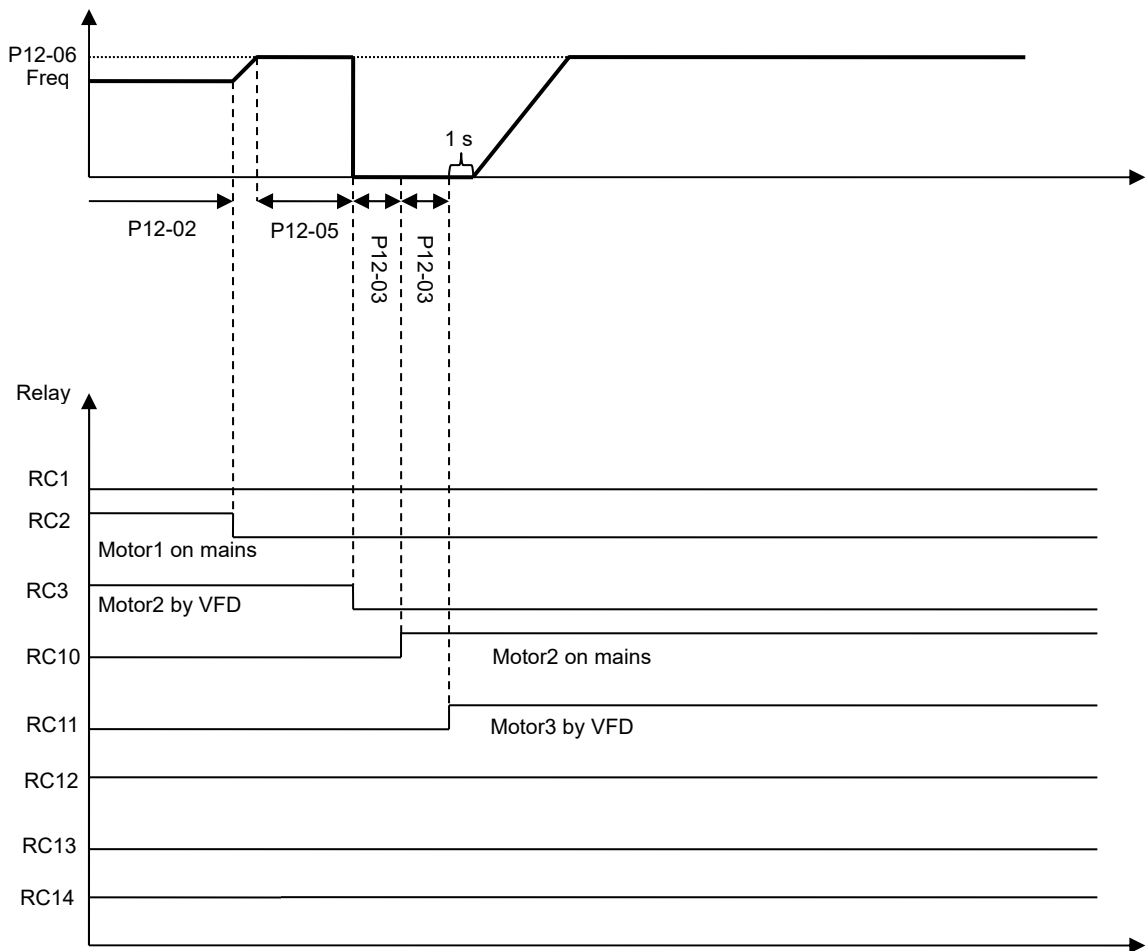 P12-06
Freq
1 s
P12-02
P12-05
P12-03
P12-03
Relay
RC1
RC2
Motor1 on mains
RC3
Motor2 by VFD
RC10
Motor2 on mains
RC11
Motor3 by VFD
RC12
RC13
RC14